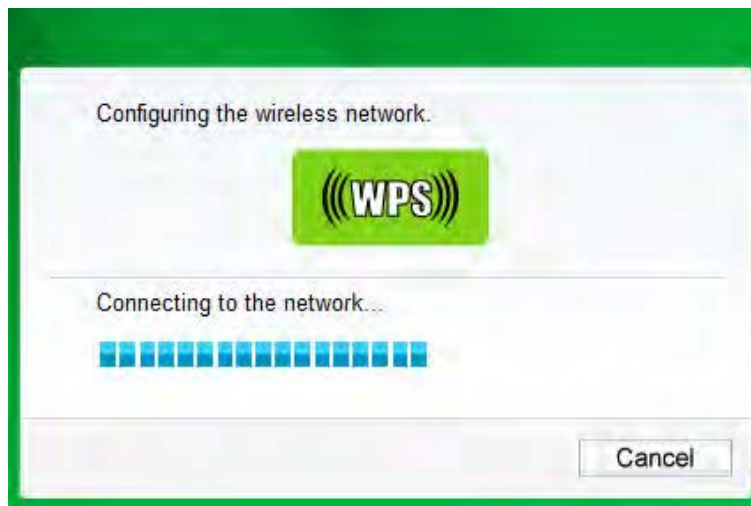 Configuring the wireless network.
WPS
Connecting to the network...
Cancel